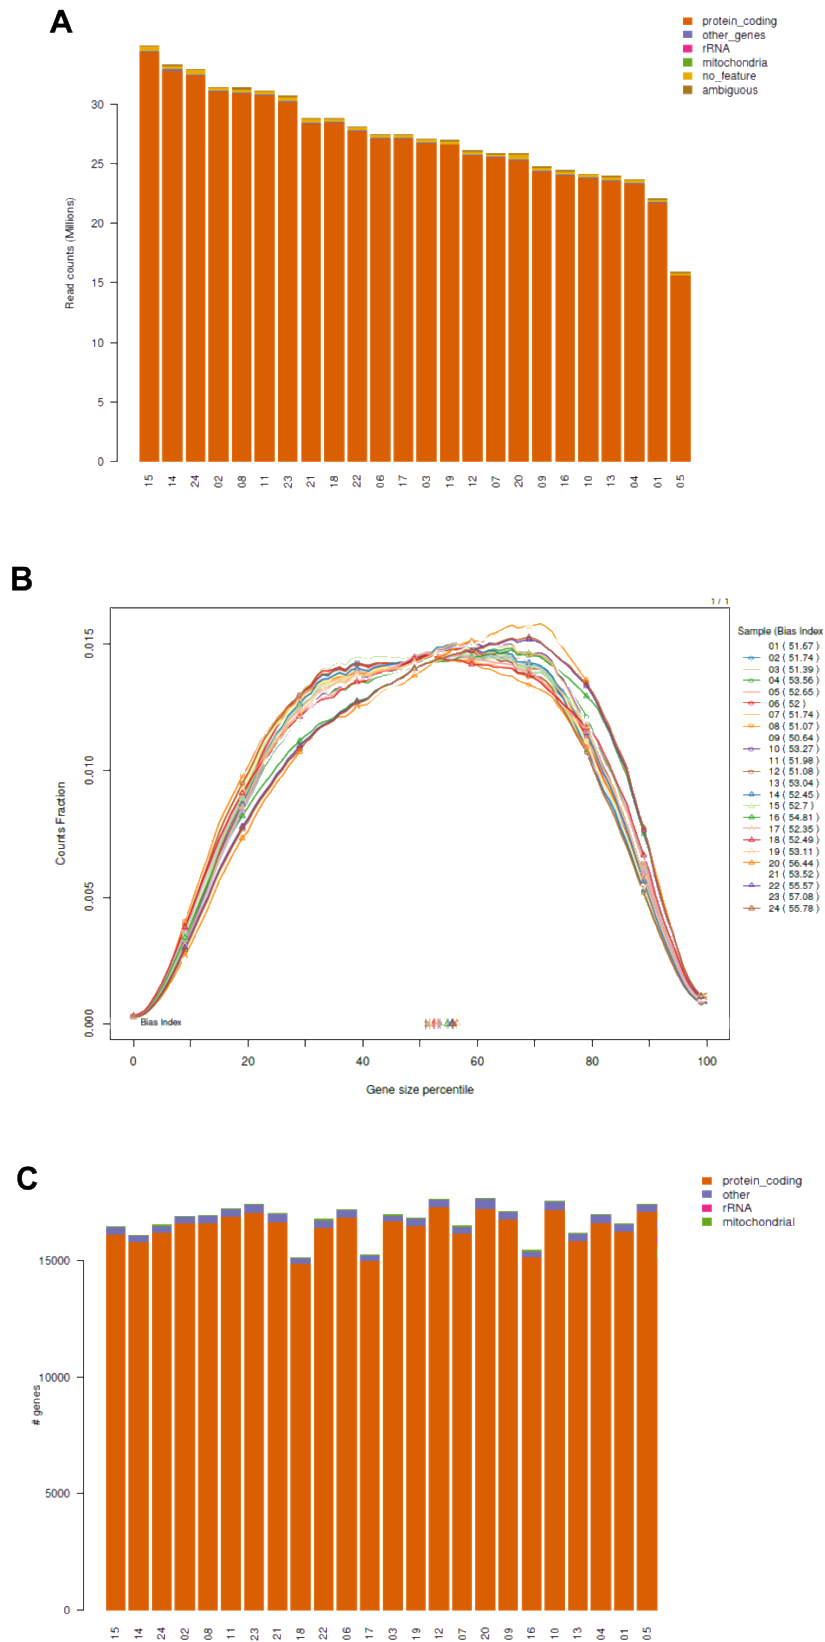 A
protein_coding
other_genes
rRNA
mitochondria
no_feature
ambiguous
30
25
20
15
10
5
0
Read counts (Millions)
15 14 24 02 08 11 23 21 18 22 06 17 03 19 12 07 20 09 16 10 13 04 01 05
B
1 / 1
Sample (Bias Index
01 ( 51.67 )
02 ( 51.74 )
03 ( 51.39 )
04 ( 53.56 )
05 ( 52.65 )
06 ( 52 )
07 ( 51.74 )
08 ( 51.07 )
09 ( 50.64 )
10 ( 53.27 )
11 ( 51.98 )
12 ( 51.08 )
13 ( 53.04 )
14 ( 52.45 )
15 ( 52.7 )
16 ( 54.81 )
17 ( 52.35 )
18 ( 52.49 )
19 ( 53.11 )
20 ( 56.44 )
21 ( 53.52 )
22 ( 55.57 )
23 ( 57.08 )
24 ( 55.78 )
0.015
0.010
0.005
0.000
Counts Fraction
Bias Index
0 20 40 60 80 100
Gene size percentile
C
protein_coding
other
rRNA
mitochondrial
15000
10000
5000
0
# genes
15 14 24 02 08 11 23 21 18 22 06 17 03 19 12 07 20 09 16 10 13 04 01 05